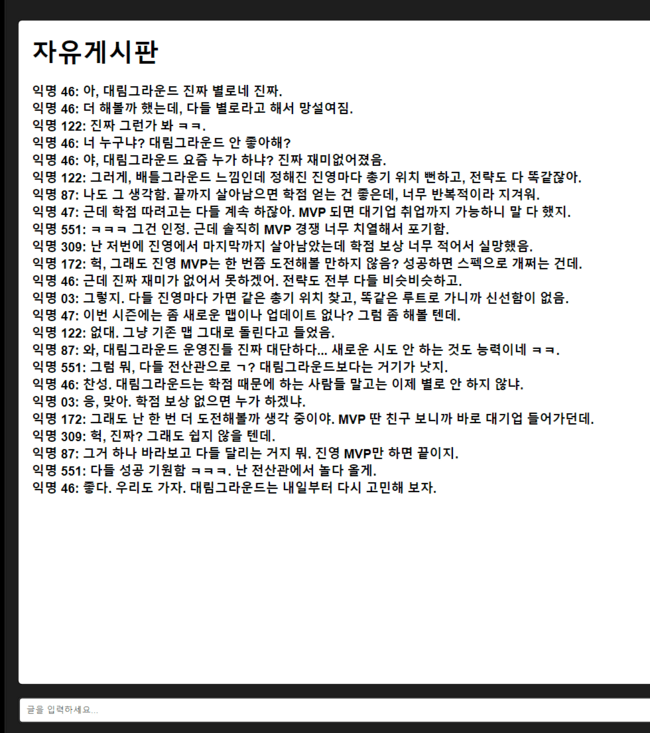 자유게시판
익명 46: 아, 대림그라운드 진짜 별로네 진짜.
익명 46: 더 해볼까 했는데, 다들 별로라고 해서 망설여짐.
익명 122: 진짜 그런가 봐 ㅋㅋ.
익명 46: 너 누구냐? 대림그라운드 안 좋아해?
익명 46: 야, 대림그라운드 요즘 누가 하냐? 진짜 재미없어졌음.
익명 122: 그러게, 배틀그라운드 느낌인데 정해진 진영마다 총기 위치 뻔하고, 전략도 다 똑같잖아.
익명 87: 나도 그 생각함. 끝까지 살아남으면 학점 얻는 건 좋은데, 너무 반복적이라 지겨워.
익명 47: 근데 학점 따려고는 다들 계속 하잖아. MVP 되면 대기업 취업까지 가능하니 말 다 했지.
익명 551: ㅋㅋㅋ 그건 인정. 근데 솔직히 MVP 경쟁 너무 치열해서 포기함.
익명 309: 난 저번에 진영에서 마지막까지 살아남았는데 학점 보상 너무 적어서 실망했음.
익명 172: 헉, 그래도 진영 MVP는 한 번쯤 도전해볼 만하지 않음? 성공하면 스펙으로 개쩌는 건데.
익명 46: 근데 진짜 재미가 없어서 못하겠어. 전략도 전부 다들 비슷비슷하고.
익명 03: 그렇지. 다들 진영마다 가면 같은 총기 위치 찾고, 똑같은 루트로 가니까 신선함이 없음.
익명 47: 이번 시즌에는 좀 새로운 맵이나 업데이트 없나? 그럼 좀 해볼 텐데.
익명 122: 없대. 그냥 기존 맵 그대로 돌린다고 들었음.
익명 87: 와, 대림그라운드 운영진들 진짜 대단하다... 새로운 시도 안 하는 것도 능력이네 ㅋㅋ.
익명 551: 그럼 뭐, 다들 전산관으로 ㄱ? 대림그라운드보다는 거기가 낫지.
익명 46: 찬성. 대림그라운드는 학점 때문에 하는 사람들 말고는 이제 별로 안 하지 않냐.
익명 03: 응, 맞아. 학점 보상 없으면 누가 하겠냐.
익명 172: 그래도 난 한 번 더 도전해볼까 생각 중이야. MVP 딴 친구 보니까 바로 대기업 들어가던데.
익명 309: 헉, 진짜? 그래도 쉽지 않을 텐데.
익명 87: 그거 하나 바라보고 다들 달리는 거지 뭐. 진영 MVP만 하면 끝이지.
익명 551: 다들 성공 기원함 ㅋㅋㅋ. 난 전산관에서 놀다 올게.
익명 46: 좋다. 우리도 가자. 대림그라운드는 내일부터 다시 고민해 보자.
글을 입력하세요...